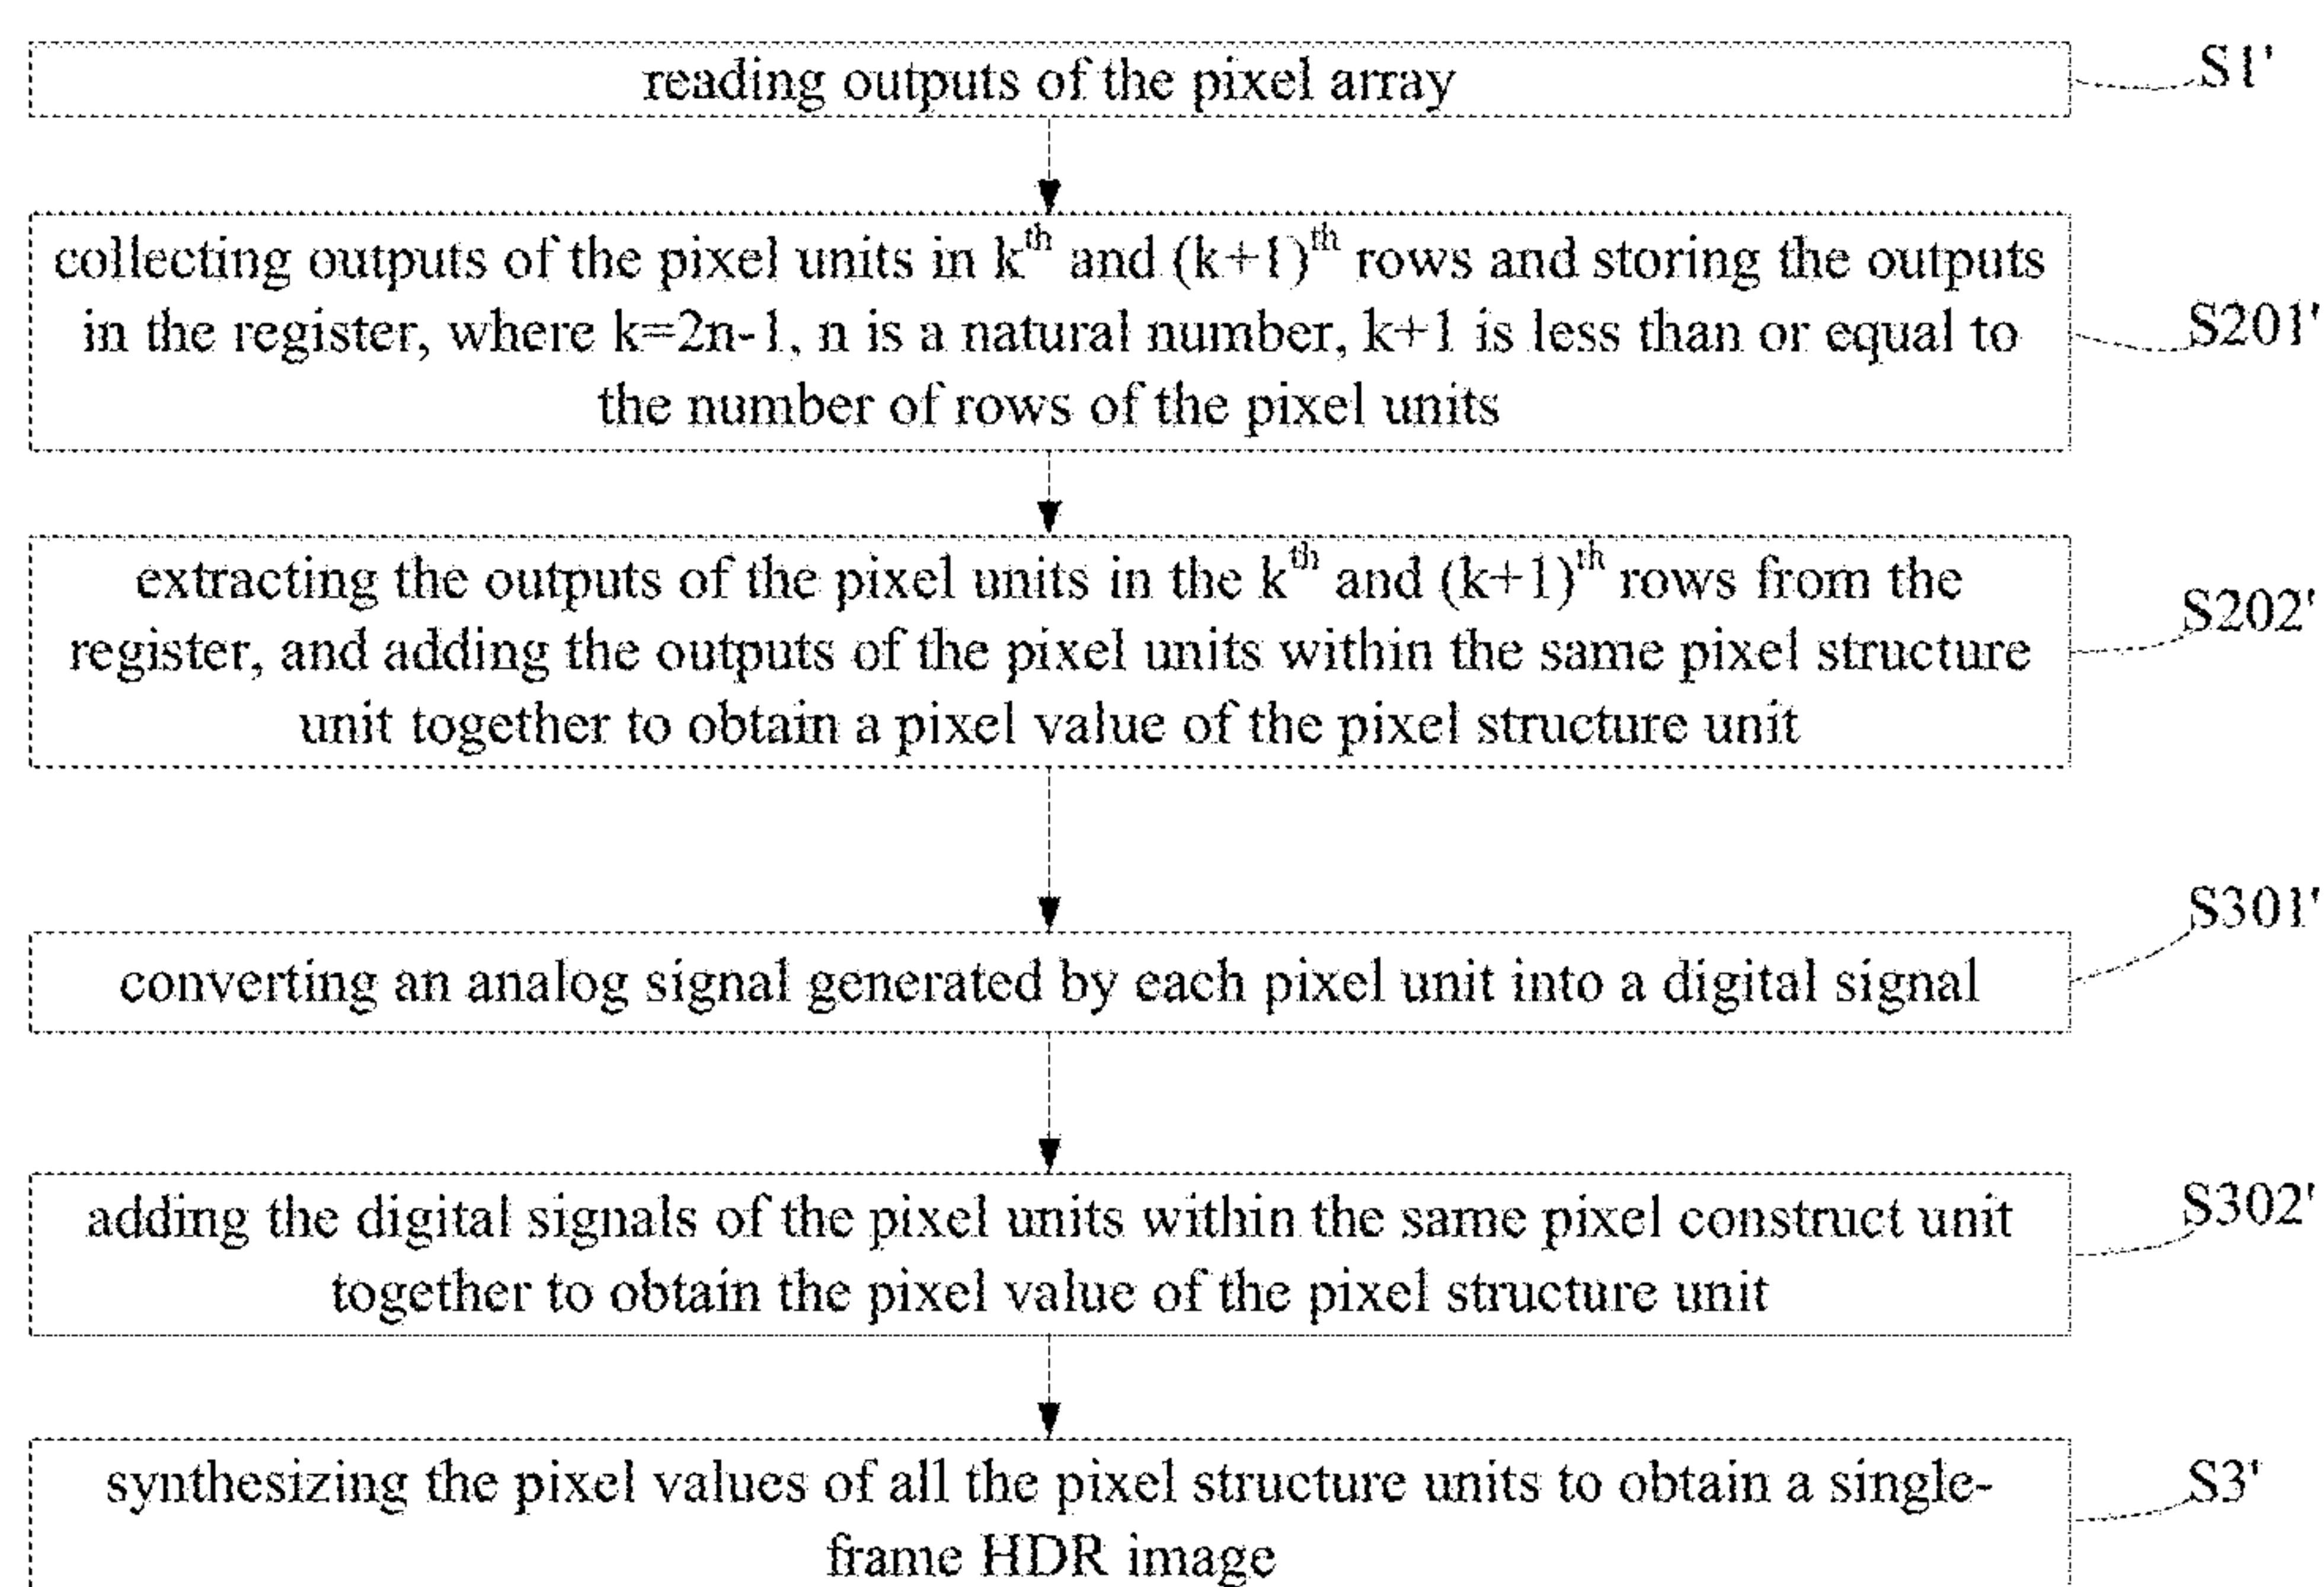 reading outputs of the pixel array
S1'
collecting outputs of the pixel units in kth and (k+1)th rows and storing the outputs
in the register, where k=2n-1, n is a natural number, k+1 is less than or equal to
the number of rows of the pixel units
S201'
extracting the outputs of the pixel units in the kth and (k+1)th rows from the
register, and adding the outputs of the pixel units within the same pixel structure
unit together to obtain a pixel value of the pixel structure unit
S202'
converting an analog signal generated by each pixel unit into a digital signal
S301'
adding the digital signals of the pixel units within the same pixel construct unit
together to obtain the pixel value of the pixel structure unit
S302'
synthesizing the pixel values of all the pixel structure units to obtain a single-
frame HDR image
S3'